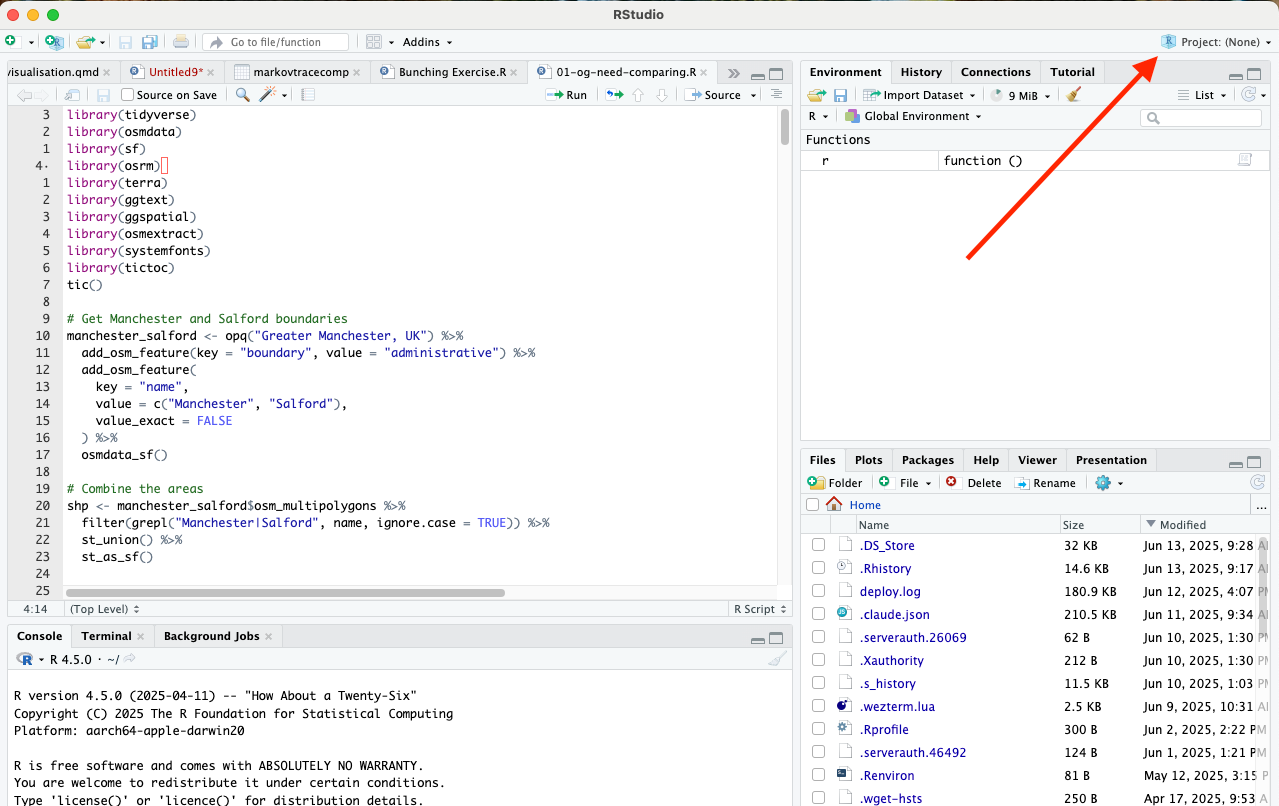 RStudio
Go to file/function
Addins
Project: (None)
visualisation.qmd
Untitled9*
markovtracecomp
Bunching Exercise.R
01-og-need-comparing.R
Source on Save
Run
Source
3 library(tidyverse)
2 library(osmdata)
1 library(sf)
4 library(osrm)
1 library(terra)
2 library(ggtext)
3 library(ggspatial)
4 library(osmextract)
5 library(systemfonts)
6 library(tictoc)
7 tic()
8
9 # Get Manchester and Salford boundaries
10 manchester_salford <- opq("Greater Manchester, UK") %>%
11 add_osm_feature(key = "boundary", value = "administrative") %>%
12 add_osm_feature(
13 key = "name",
14 value = c("Manchester", "Salford"),
15 value_exact = FALSE
16 ) %>%
17 osmdata_sf()
18
19 # Combine the areas
20 shp <- manchester_salford$osm_multipolygons %>%
21 filter(grepl("Manchester|Salford", name, ignore.case = TRUE)) %>%
22 st_union() %>%
23 st_as_sf()
24
25
4:14 (Top Level) R Script
Console Terminal Background Jobs
R 4.5.0 · ~/
R version 4.5.0 (2025-04-11) -- "How About a Twenty-Six"
Copyright (C) 2025 The R Foundation for Statistical Computing
Platform: aarch64-apple-darwin20
R is free software and comes with ABSOLUTELY NO WARRANTY.
You are welcome to redistribute it under certain conditions.
Type 'license()' or 'licence()' for distribution details.
Environment History Connections Tutorial
Import Dataset 9 MiB List
R Global Environment
Functions
r function ()
Files Plots Packages Help Viewer Presentation
Folder File Delete Rename
Home ...
Name Size Modified
.DS_Store 32 KB Jun 13, 2025, 9:28 A
.Rhistory 14.6 KB Jun 13, 2025, 9:17 A
deploy.log 180.9 KB Jun 12, 2025, 4:07 P
.claude.json 210.5 KB Jun 11, 2025, 9:34 A
.serverauth.26069 62 B Jun 10, 2025, 1:30 PM
.Xauthority 212 B Jun 10, 2025, 1:30 PM
.s_history 11.5 KB Jun 10, 2025, 1:03 PM
.wezterm.lua 2.5 KB Jun 9, 2025, 10:31 AM
.Rprofile 300 B Jun 2, 2025, 2:22 PM
.serverauth.46492 124 B Jun 1, 2025, 1:21 PM
.Renviron 81 B May 12, 2025, 3:15 P
.wget-hsts 250 B Apr 17, 2025, 9:53 A